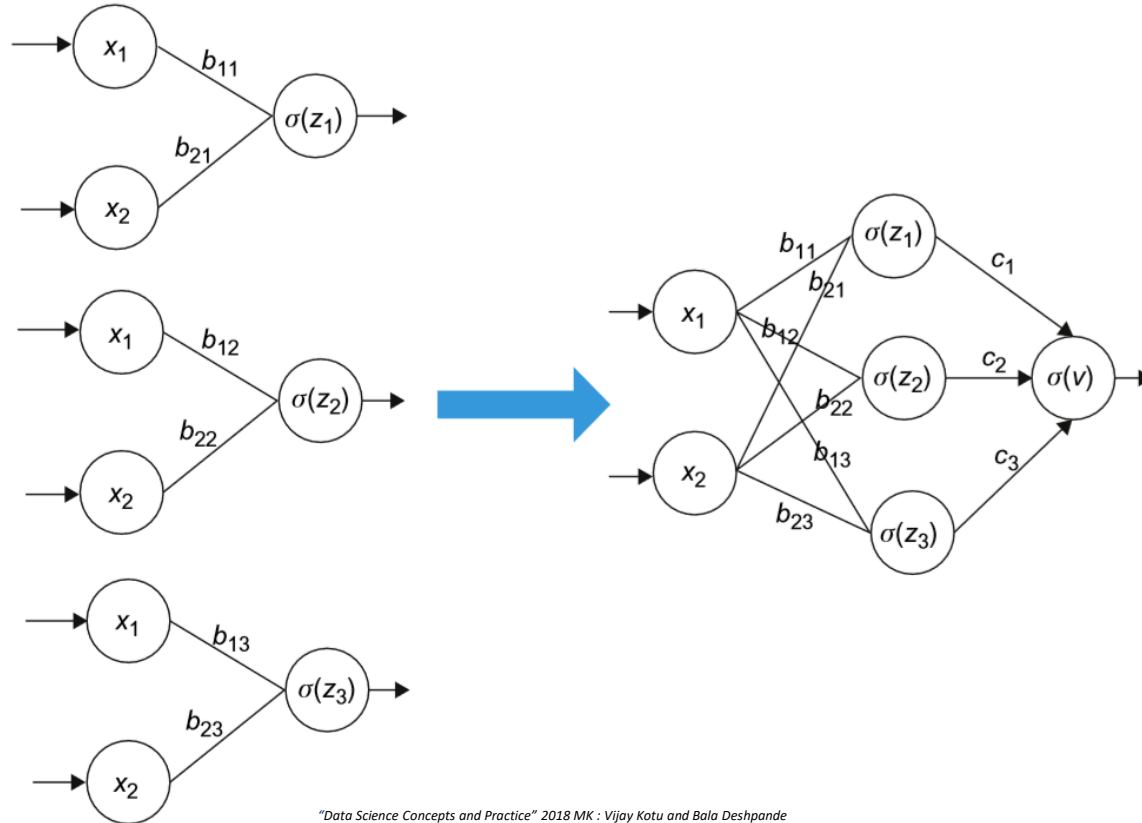 x₁
b₁₁
σ(z₁)
b₂₁
x₂
x₁
b₁₂
σ(z₂)
b₂₂
x₂
x₁
b₁₃
σ(z₃)
b₂₃
x₂
x₁
x₂
b₁₁
b₂₁
b₁₂
b₂₂
b₁₃
b₂₃
σ(z₁)
σ(z₂)
σ(z₃)
c₁
c₂
c₃
σ(v)
“Data Science Concepts and Practice” 2018 MK : Vijay Kotu and Bala Deshpande